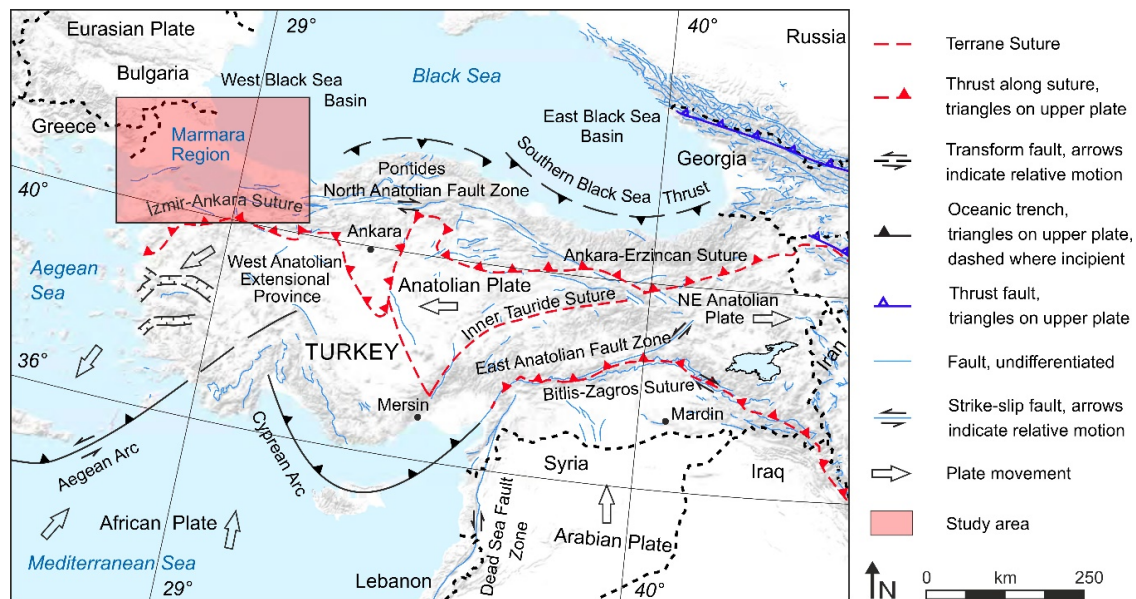 Eurasian Plate
29°
40°
Russia
Bulgaria
West Black Sea
Basin
Black Sea
Greece
Marmara
Region
East Black Sea
Basin
Georgia
Pontides
Southern Black Sea Thrust
North Anatolian Fault Zone
40°
Izmir-Ankara Suture
Ankara
Ankara-Erzincan Suture
Aegean
Sea
West Anatolian
Extensional
Province
Anatolian Plate
Inner Tauride Suture
NE Anatolian
Plate
Iran
36°
TURKEY
East Anatolian Fault Zone
Bitlis-Zagros Suture
Mersin
Mardin
Aegean Arc
Cyprean Arc
Syria
Iraq
African Plate
Dead Sea Fault
Zone
Arabian Plate
Mediterranean Sea
29°
Lebanon
40°
Terrane Suture
Thrust along suture,
triangles on upper plate
Transform fault, arrows
indicate relative motion
Oceanic trench,
triangles on upper plate,
dashed where incipient
Thrust fault,
triangles on upper plate
Fault, undifferentiated
Strike-slip fault, arrows
indicate relative motion
Plate movement
Study area
N
0 km 250